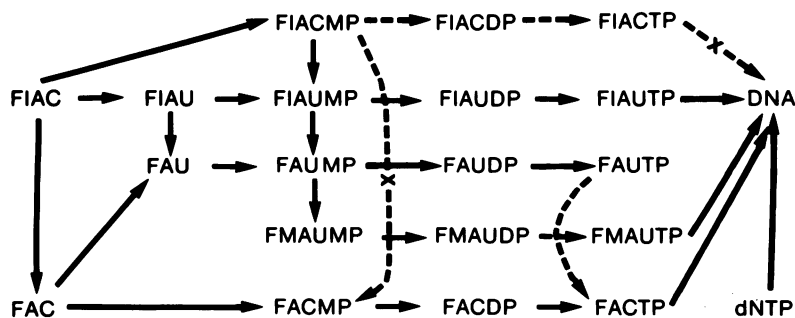 FIACMP FIACDP FIACTP
X
FIAC FIAU FIAUMP FIAUDP FIAUTP DNA
FAU FAUMP FAUDP FAUTP
X
FMAUMP FMAUDP FMAUTP
FAC FACMP FACDP FACTP dNTP